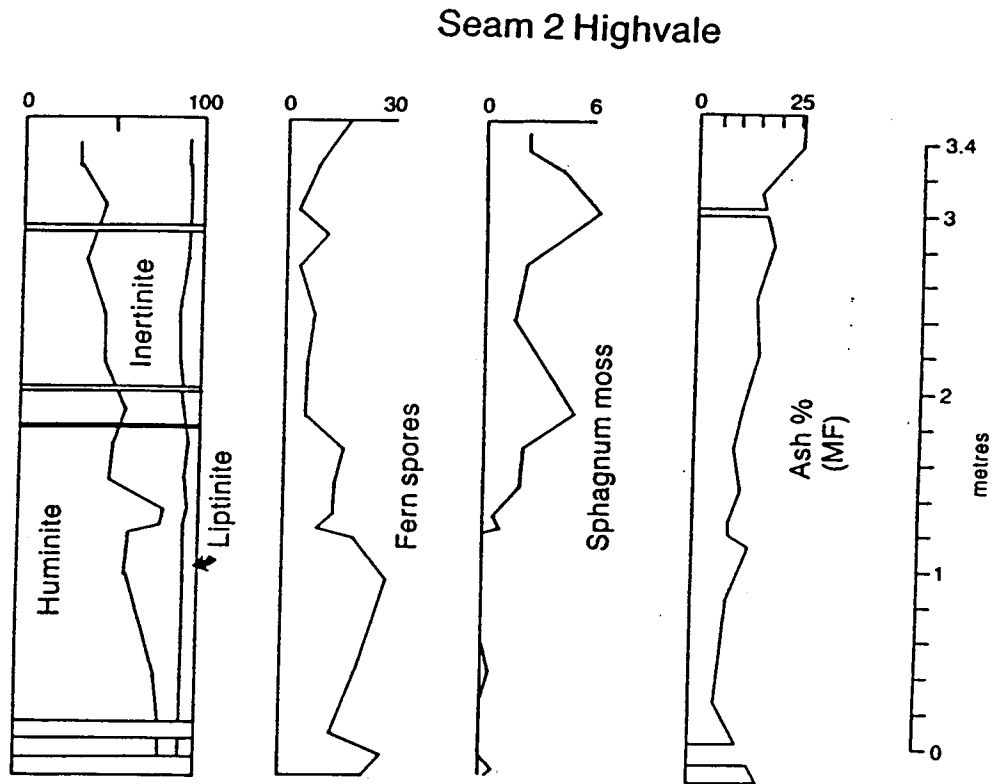 Seam 2 Highvale
0 100
0 30
0 6
0 25
3.4
3
2
1
0
metres
Inertinite
Huminite
Liptinite
Fern spores
Sphagnum moss
Ash %
(MF)